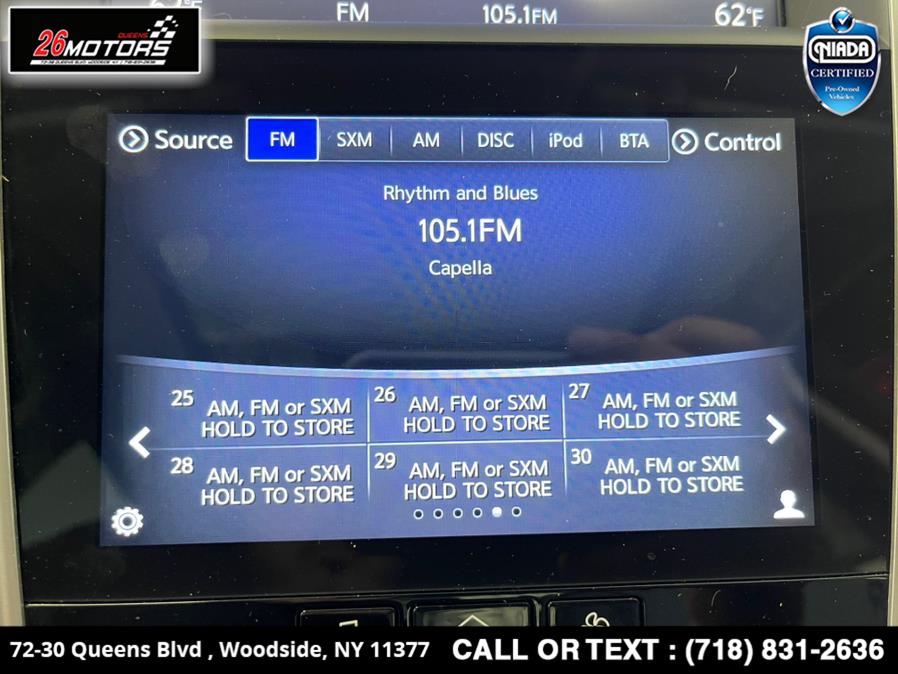 62°F FM 105.1FM 62°F
QUEENS
26MOTORS
NIADA
CERTIFIED
Pre-Owned
Vehicles
Source FM SXM AM DISC iPod BTA Control
Rhythm and Blues
105.1FM
Capella
25 AM, FM or SXM
HOLD TO STORE
26 AM, FM or SXM
HOLD TO STORE
27 AM, FM or SXM
HOLD TO STORE
28 AM, FM or SXM
HOLD TO STORE
29 AM, FM or SXM
HOLD TO STORE
30 AM, FM or SXM
HOLD TO STORE
72-30 Queens Blvd , Woodside, NY 11377 CALL OR TEXT : (718) 831-2636